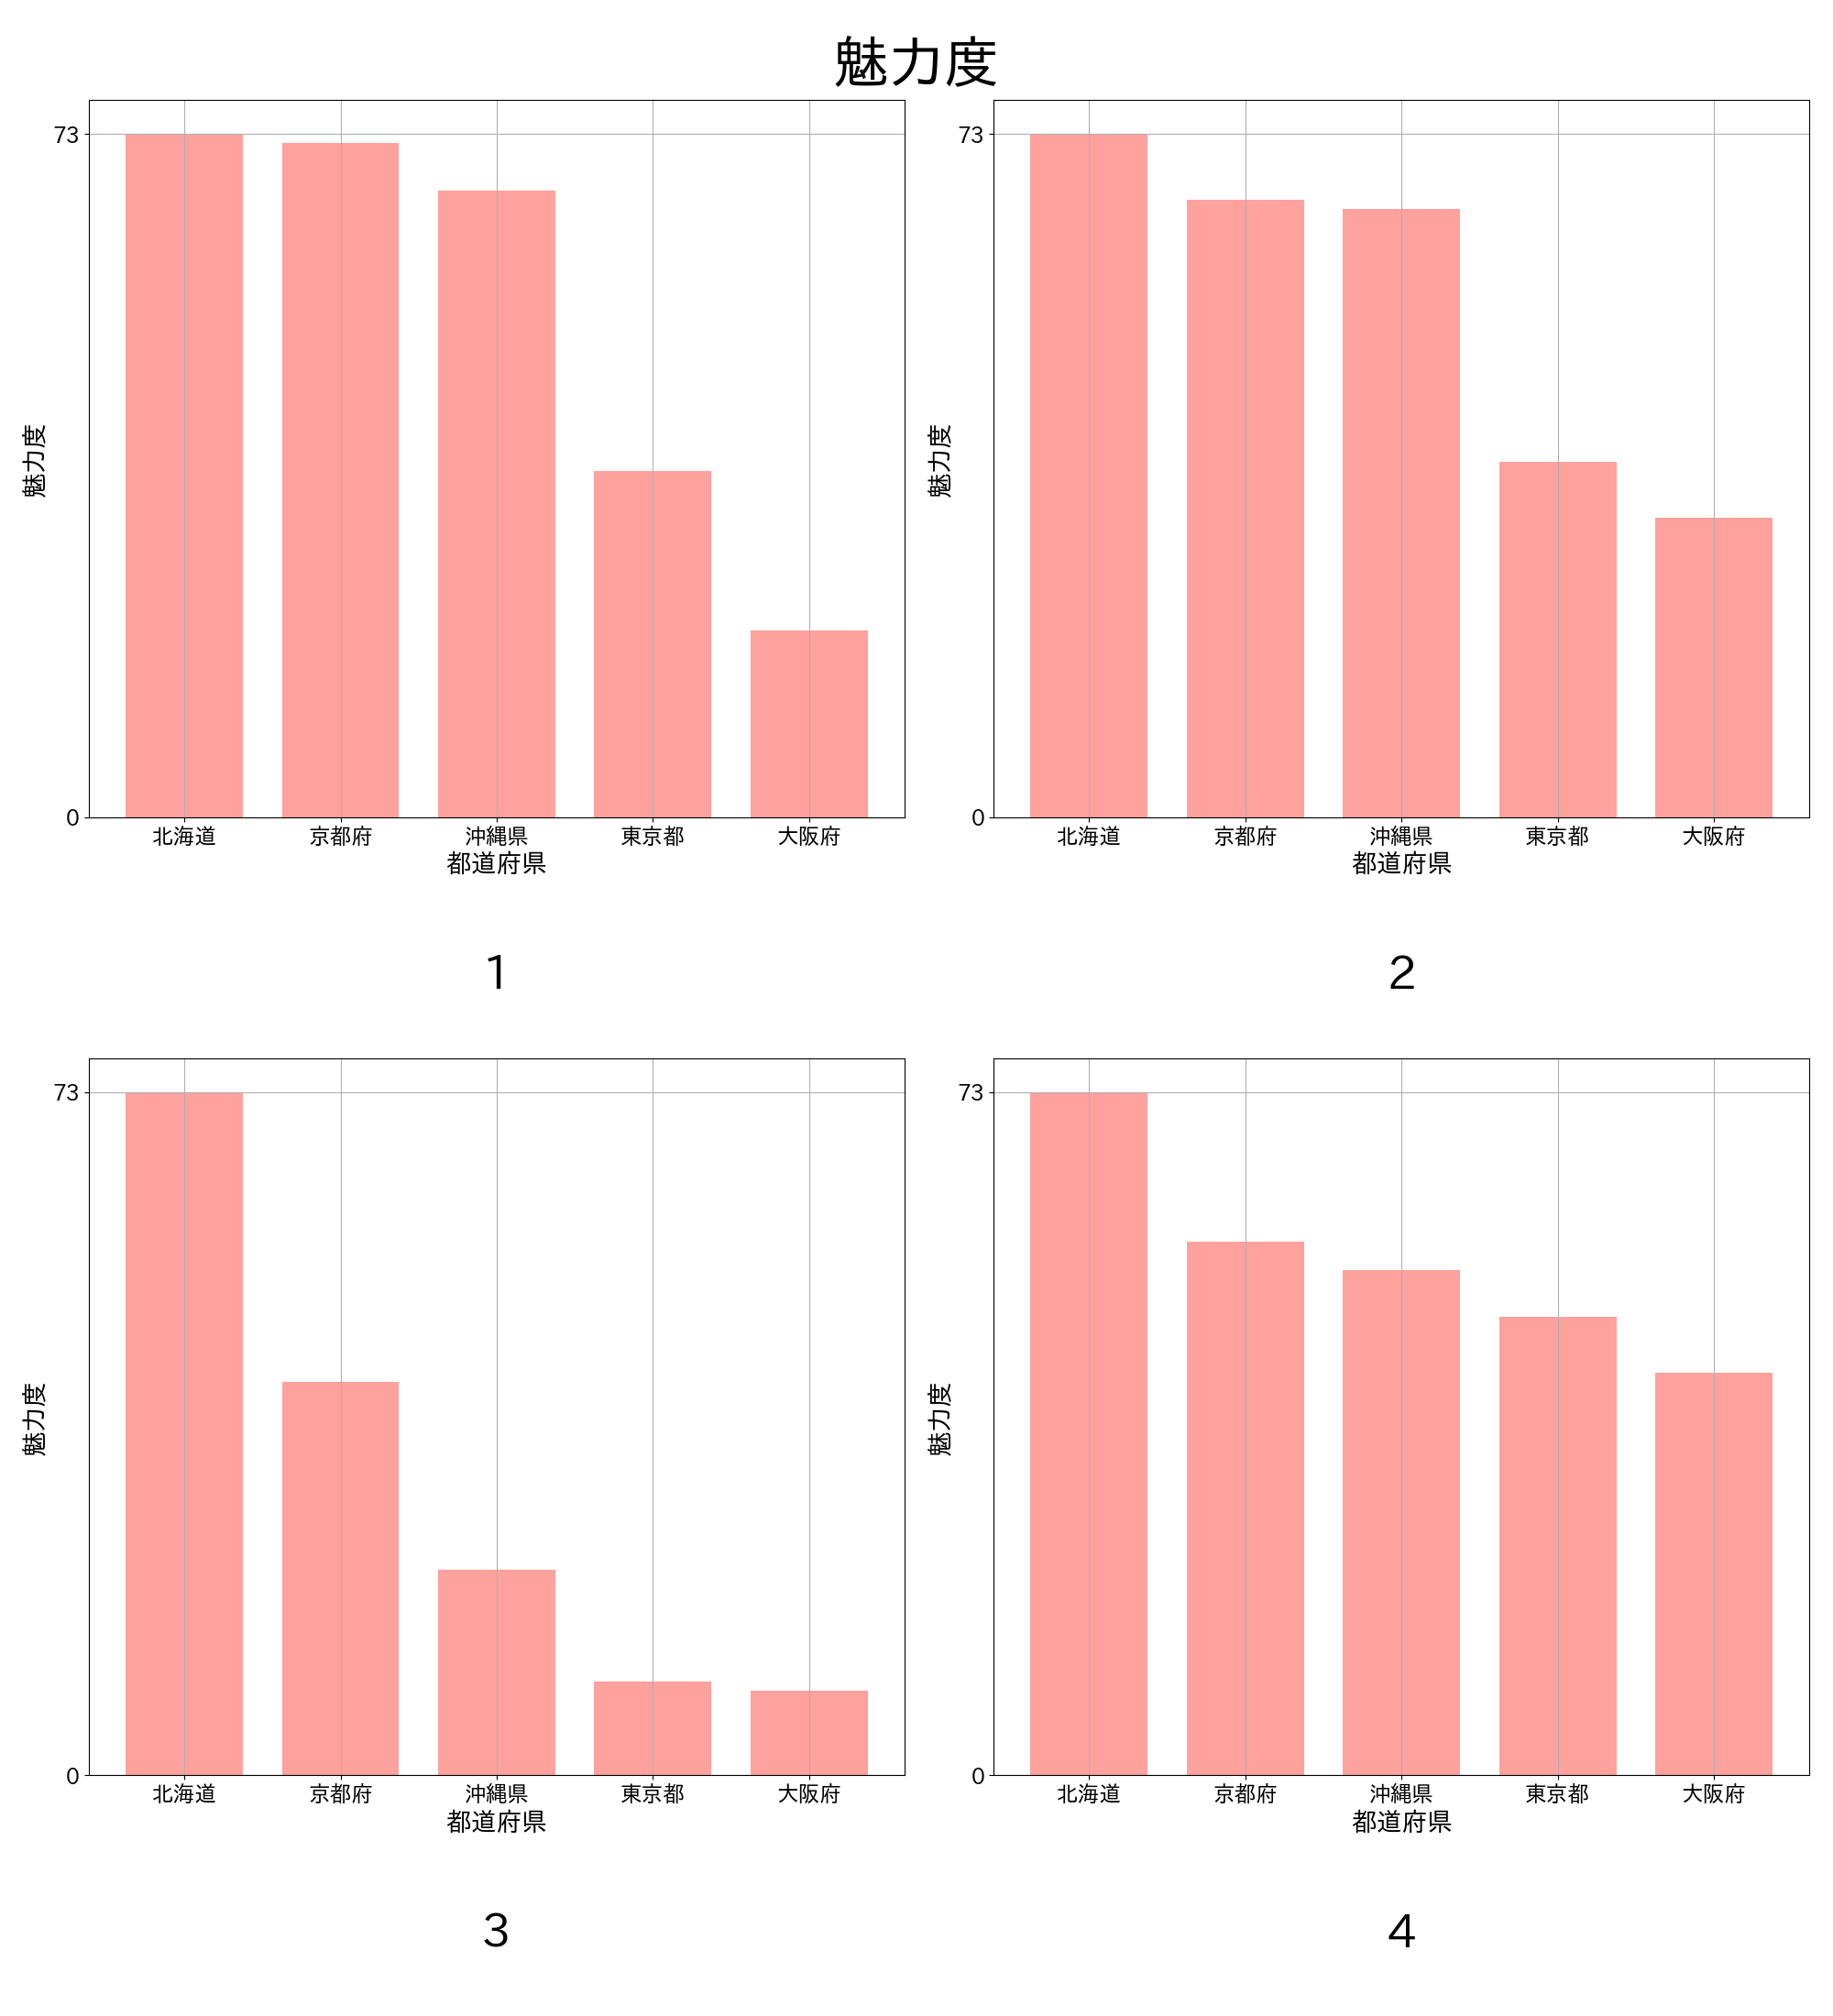 魅力度
73
0
魅力度
北海道 京都府 沖縄県 東京都 大阪府
都道府県
1
73
0
魅力度
北海道 京都府 沖縄県 東京都 大阪府
都道府県
2
73
0
魅力度
北海道 京都府 沖縄県 東京都 大阪府
都道府県
3
73
0
魅力度
北海道 京都府 沖縄県 東京都 大阪府
都道府県
4